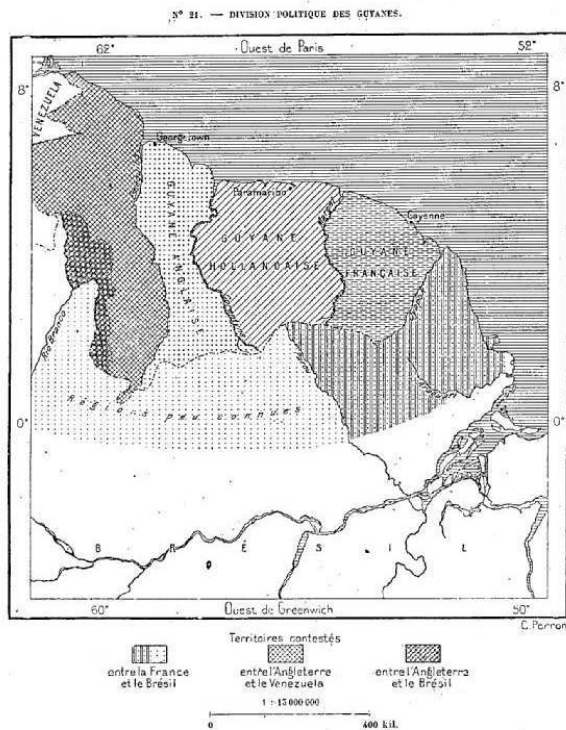 Nº 21. — DIVISION POLITIQUE DES GUYANES.
62° Ouest de Paris 52°
8° 8°
VENEZUELA
Georgetown
Paramaribo
Cayenne
GUYANE ANGLAISE
GUYANE HOLLANDAISE
GUYANE FRANÇAISE
Rio Branco
Régions peu connues
0° 0°
BRÉSIL
60° Ouest de Greenwich 50°
C. Perron
Territoires contestés
entre la France et le Brésil
entre l'Angleterre et le Venezuela
entre l'Angleterre et le Brésil
1 : 13 000 000
0 400 kil.